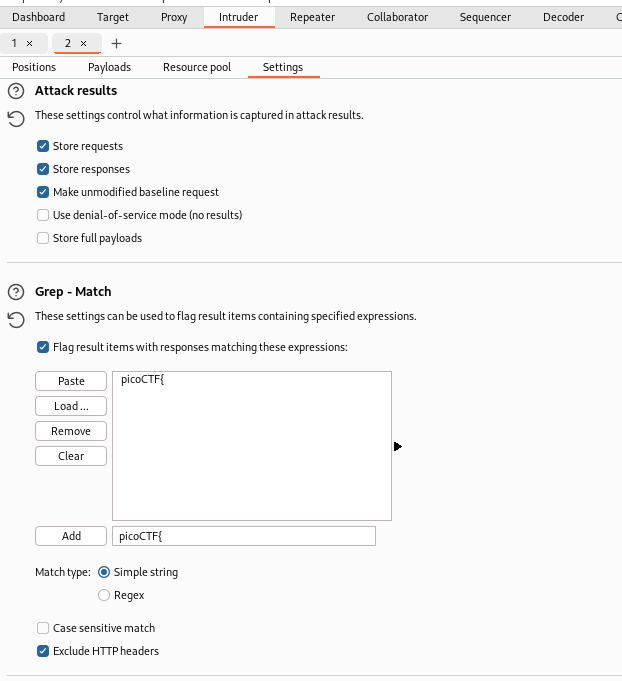 Dashboard Target Proxy Intruder Repeater Collaborator Sequencer Decoder
1 × 2 × +
Positions Payloads Resource pool Settings
Attack results
These settings control what information is captured in attack results.
Store requests
Store responses
Make unmodified baseline request
Use denial-of-service mode (no results)
Store full payloads
Grep - Match
These settings can be used to flag result items containing specified expressions.
Flag result items with responses matching these expressions:
Paste picoCTF{
Load ...
Remove
Clear
Add picoCTF{
Match type: Simple string
Regex
Case sensitive match
Exclude HTTP headers